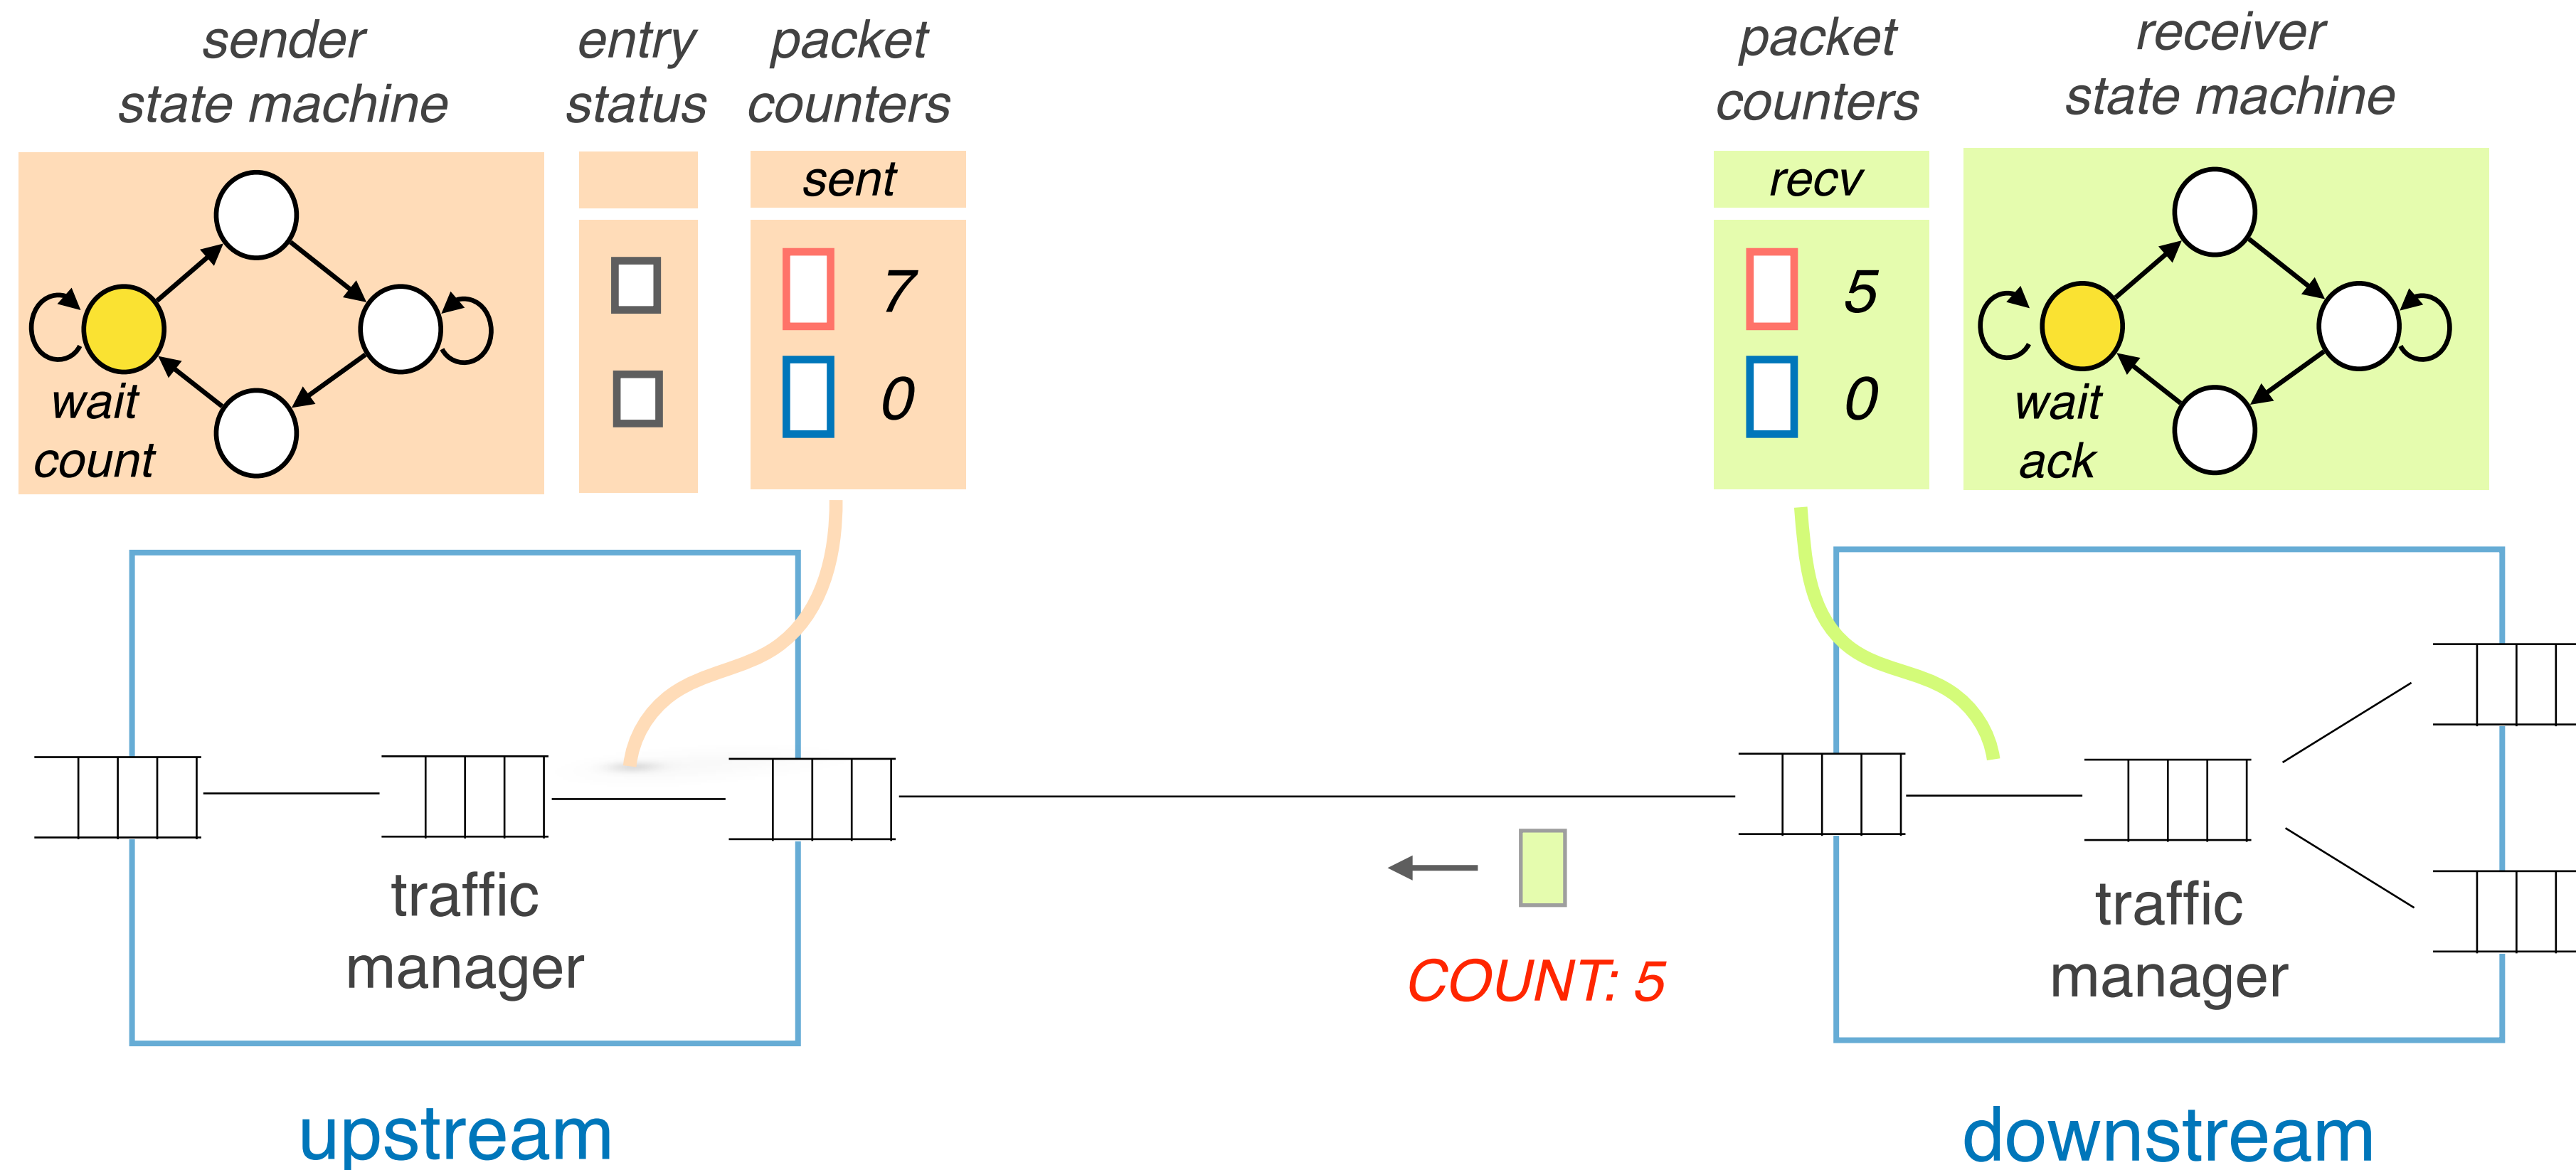 sender
state machine
entry
status
packet
counters
packet
counters
receiver
state machine
sent
recv
7
0
5
0
wait
count
wait
ack
traffic
manager
COUNT: 5
traffic
manager
upstream
downstream